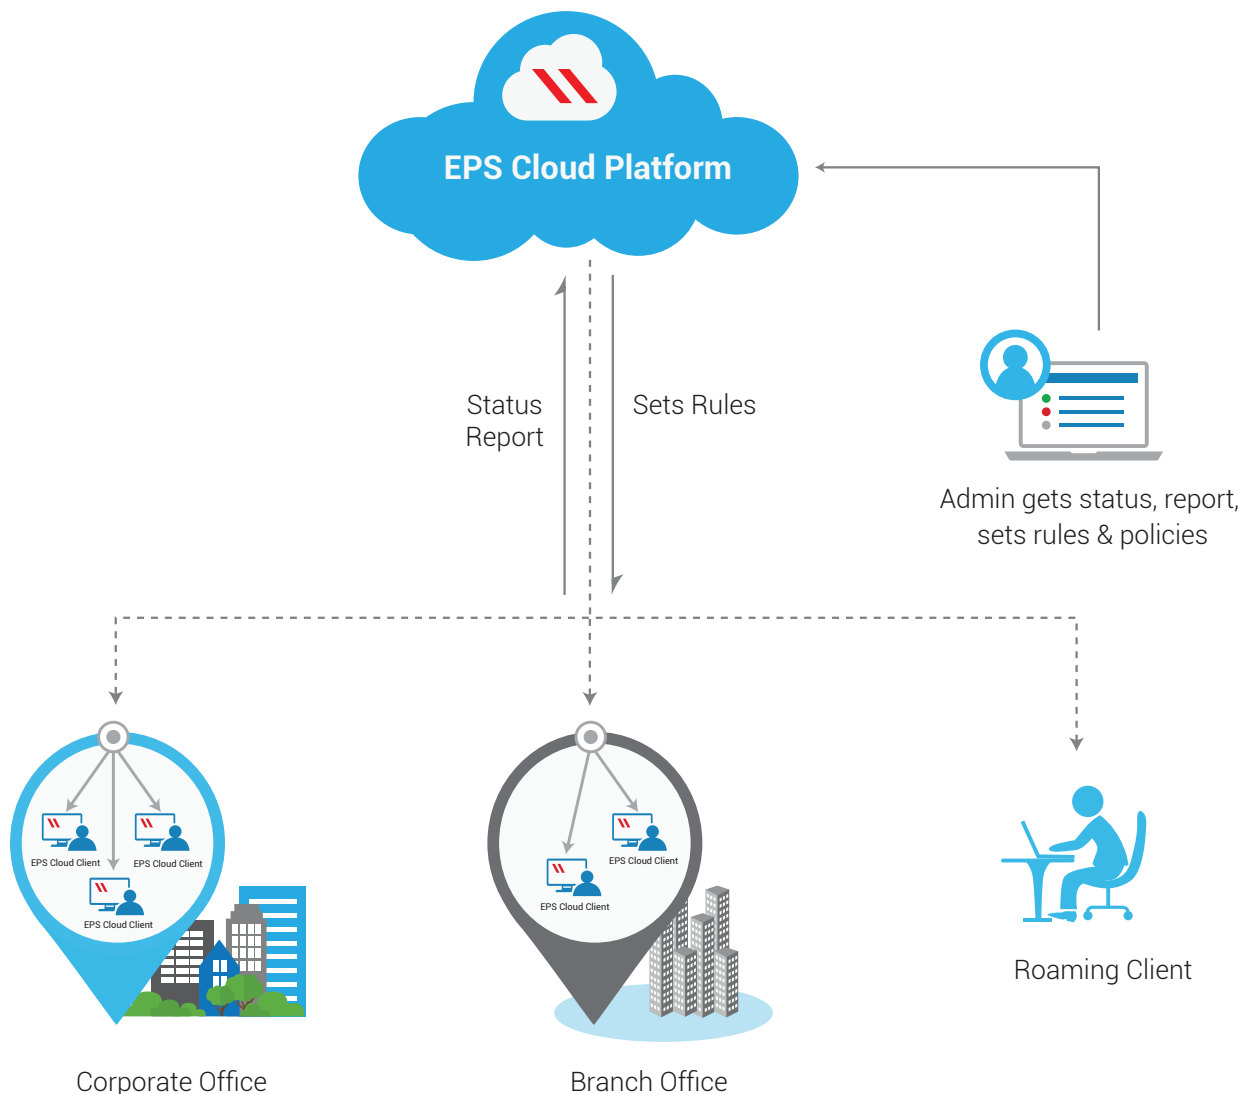 EPS Cloud Platform
Status
Report
Sets Rules
Admin gets status, report,
sets rules & policies
EPS Cloud Client
EPS Cloud Client
EPS Cloud Client
EPS Cloud Client
EPS Cloud Client
Roaming Client
Corporate Office
Branch Office